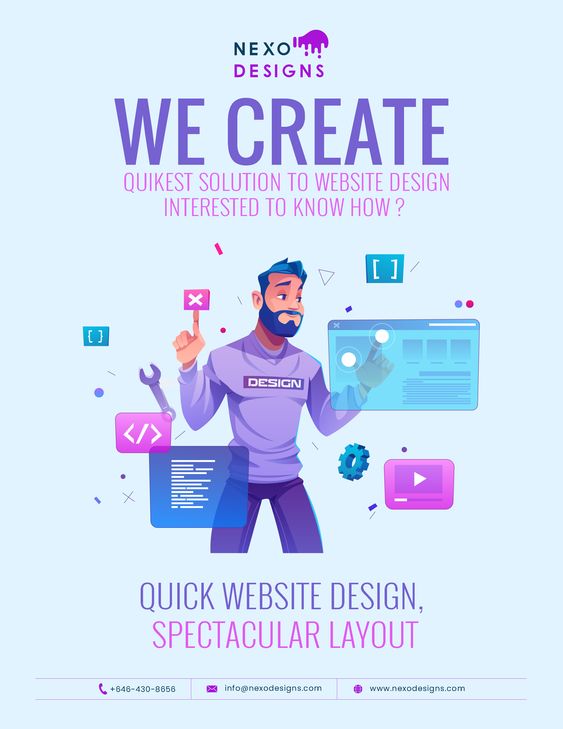 NEXO
DESIGNS
WE CREATE
QUIKEST SOLUTION TO WEBSITE DESIGN
INTERESTED TO KNOW HOW ?
[ ]
[ ]
DESIGN
</>
QUICK WEBSITE DESIGN,
SPECTACULAR LAYOUT
+646-430-8656
info@nexodesigns.com
www.nexodesigns.com